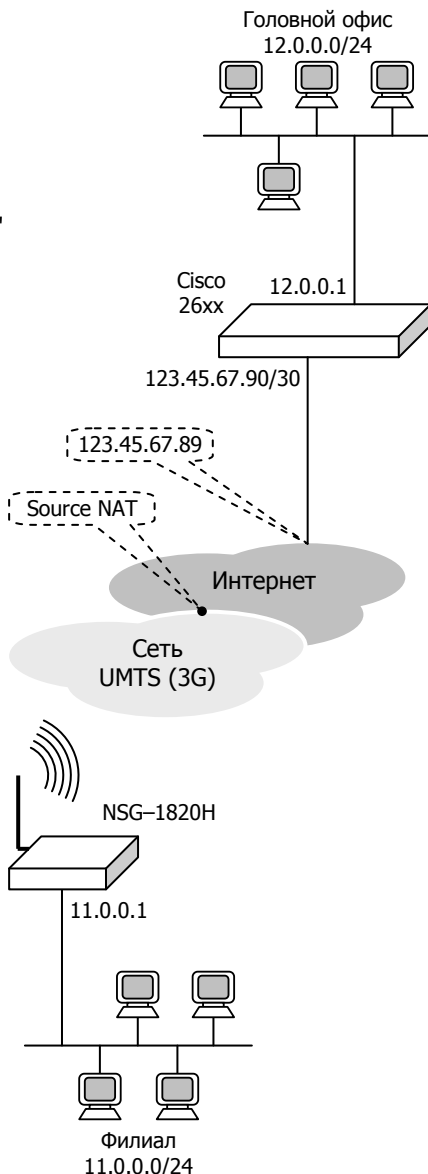 Головной офис
12.0.0.0/24
Cisco
26xx
12.0.0.1
123.45.67.90/30
123.45.67.89
Source NAT
Интернет
Сеть
UMTS (3G)
NSG–1820H
11.0.0.1
Филиал
11.0.0.0/24